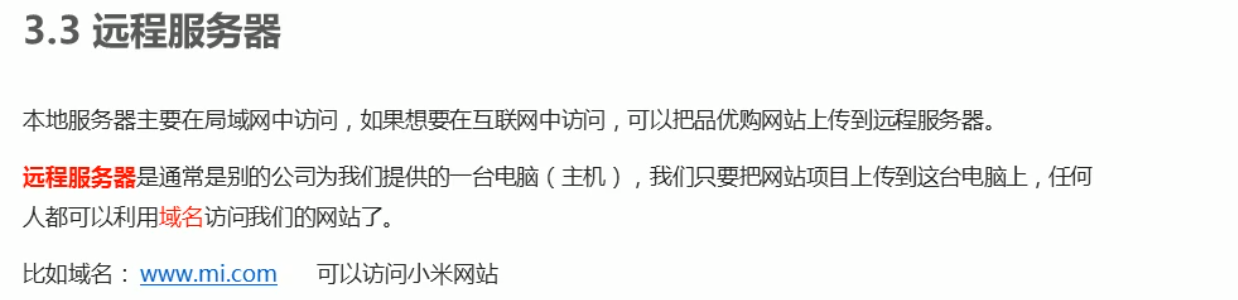 3.3 远程服务器
本地服务器主要在局域网中访问，如果想要在互联网中访问，可以把品优购网站上传到远程服务器。
远程服务器是通常是别的公司为我们提供的一台电脑（主机），我们只要把网站项目上传到这台电脑上，任何
人都可以利用域名访问我们的网站了。
比如域名：www.mi.com 可以访问小米网站